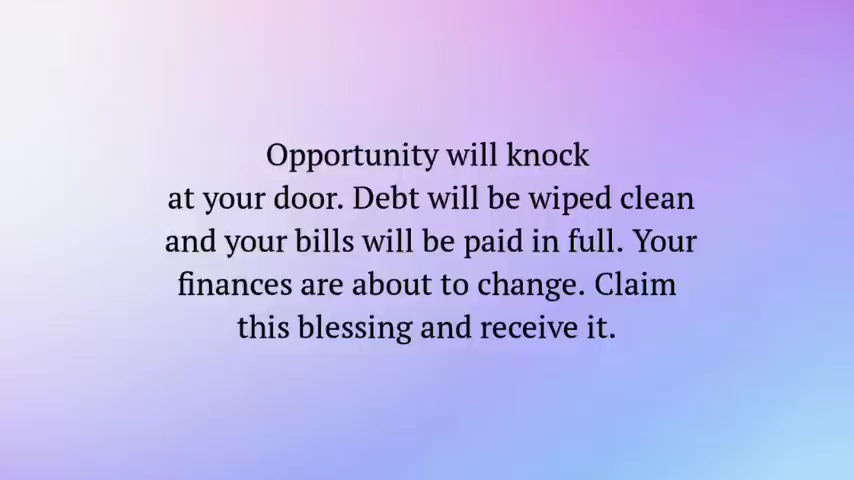 Opportunity will knock
at your door. Debt will be wiped clean
and your bills will be paid in full. Your
finances are about to change. Claim
this blessing and receive it.